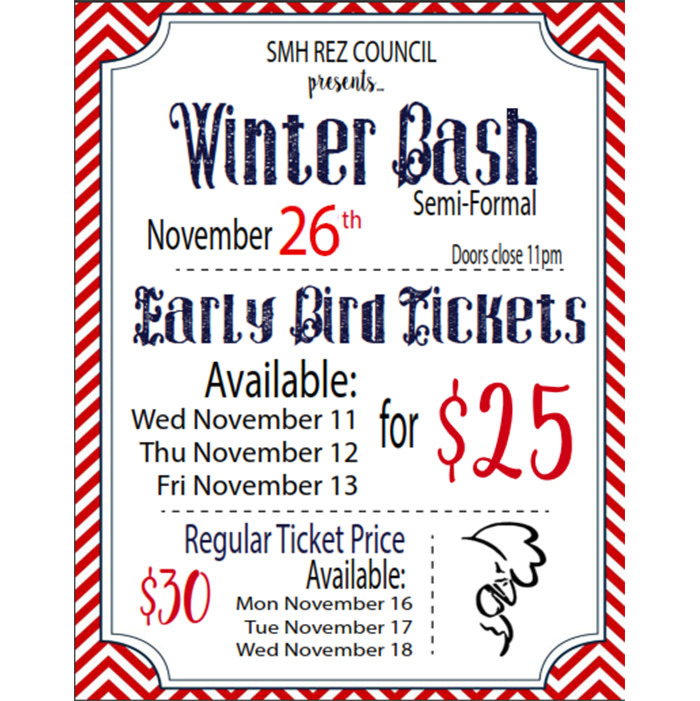 SMH REZ COUNCIL
presents...
Winter Bash
Semi-Formal
November 26th
Doors close 11pm
Early Bird Tickets
Available:
Wed November 11
Thu November 12
Fri November 13
for $25
Regular Ticket Price
$30
Available:
Mon November 16
Tue November 17
Wed November 18